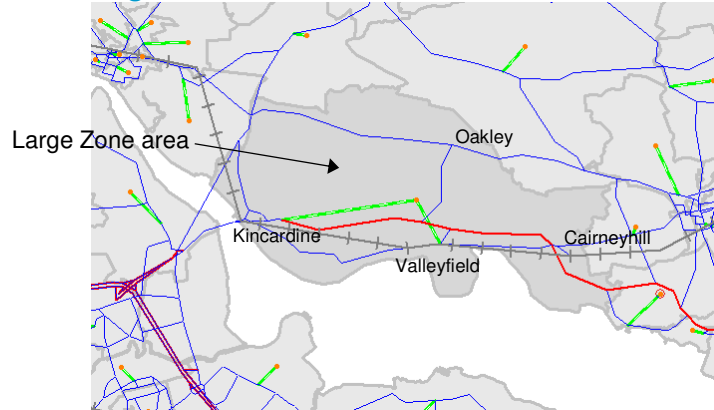 Oakley
Large Zone area
Kincardine
Cairneyhill
Valleyfield